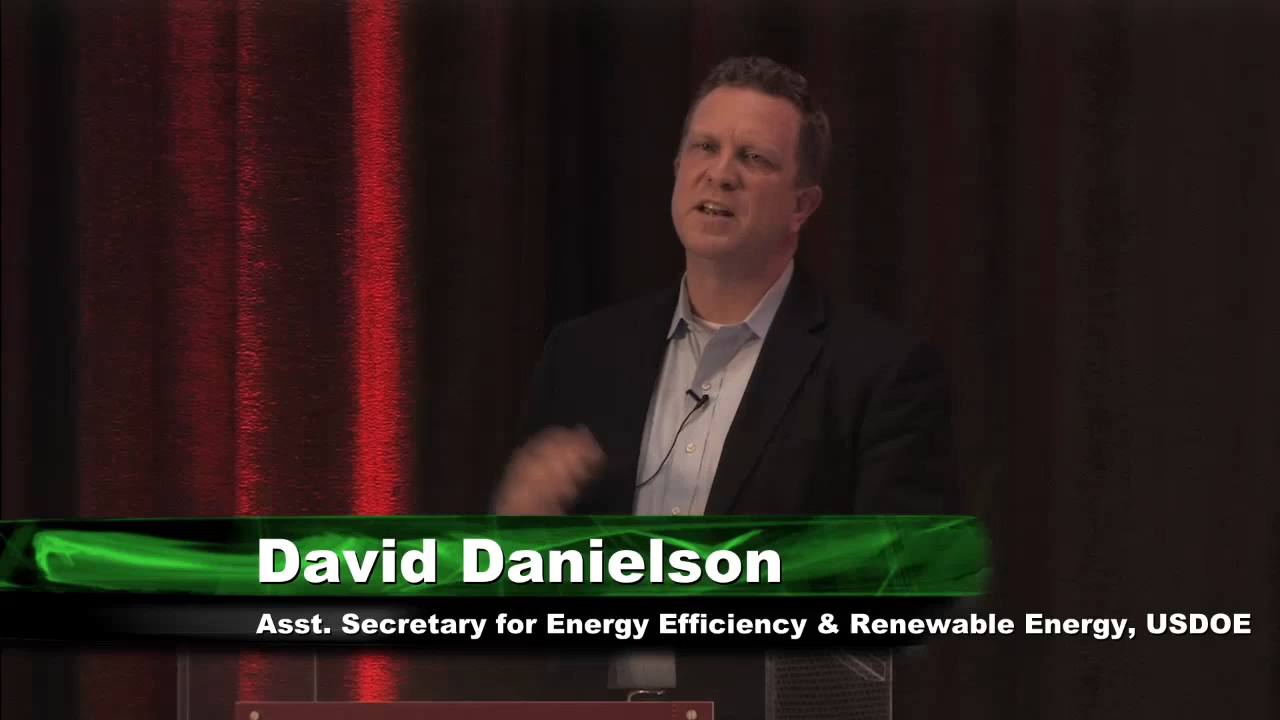 David Danielson
Asst. Secretary for Energy Efficiency & Renewable Energy, USDOE